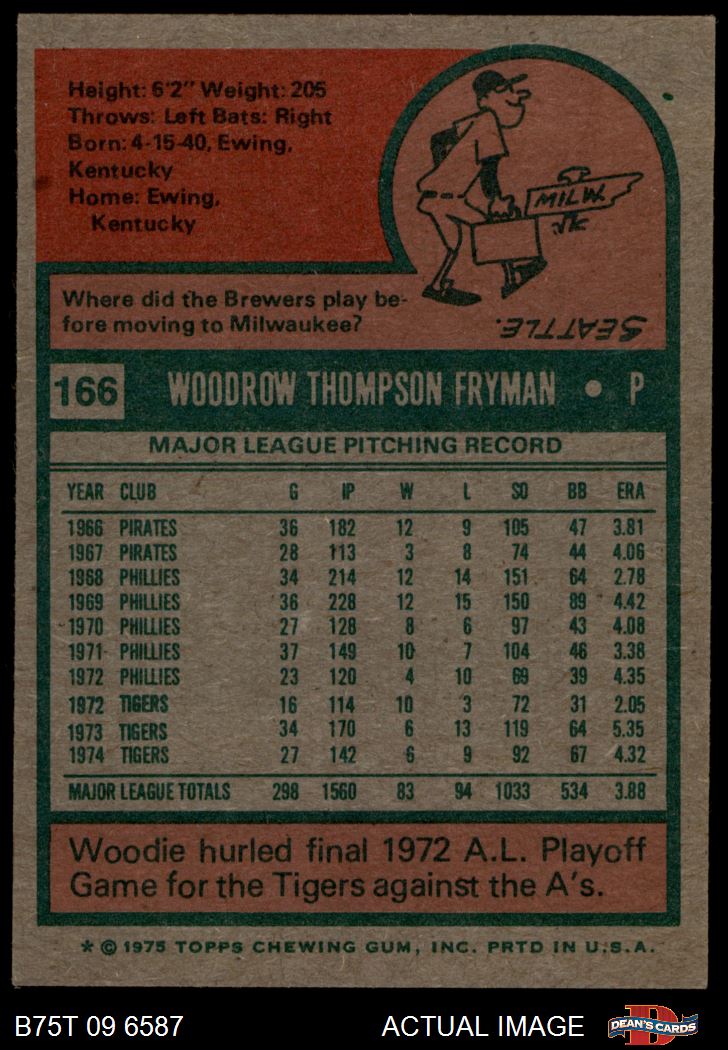 Height: 6'2" Weight: 205
Throws: Left Bats: Right
Born: 4-15-40, Ewing,
Kentucky
Home: Ewing,
Kentucky
MILW.
Where did the Brewers play be-
fore moving to Milwaukee?
SEATTLE.
166 WOODROW THOMPSON FRYMAN • P
MAJOR LEAGUE PITCHING RECORD
YEAR CLUB G IP W L SO BB ERA
1966 PIRATES 36 182 12 9 105 47 3.81
1967 PIRATES 28 113 3 8 74 44 4.06
1968 PHILLIES 34 214 12 14 151 64 2.78
1969 PHILLIES 36 228 12 15 150 89 4.42
1970 PHILLIES 27 128 8 6 97 43 4.08
1971 PHILLIES 37 149 10 7 104 46 3.38
1972 PHILLIES 23 120 4 10 69 39 4.35
1972 TIGERS 16 114 10 3 72 31 2.05
1973 TIGERS 34 170 6 13 119 64 5.35
1974 TIGERS 27 142 6 9 92 67 4.32
MAJOR LEAGUE TOTALS 298 1560 83 94 1033 534 3.88
Woodie hurled final 1972 A.L. Playoff
Game for the Tigers against the A's.
* © 1975 TOPPS CHEWING GUM, INC. PRTD IN U.S.A.
B75T 09 6587 ACTUAL IMAGE D DEAN'S CARDS